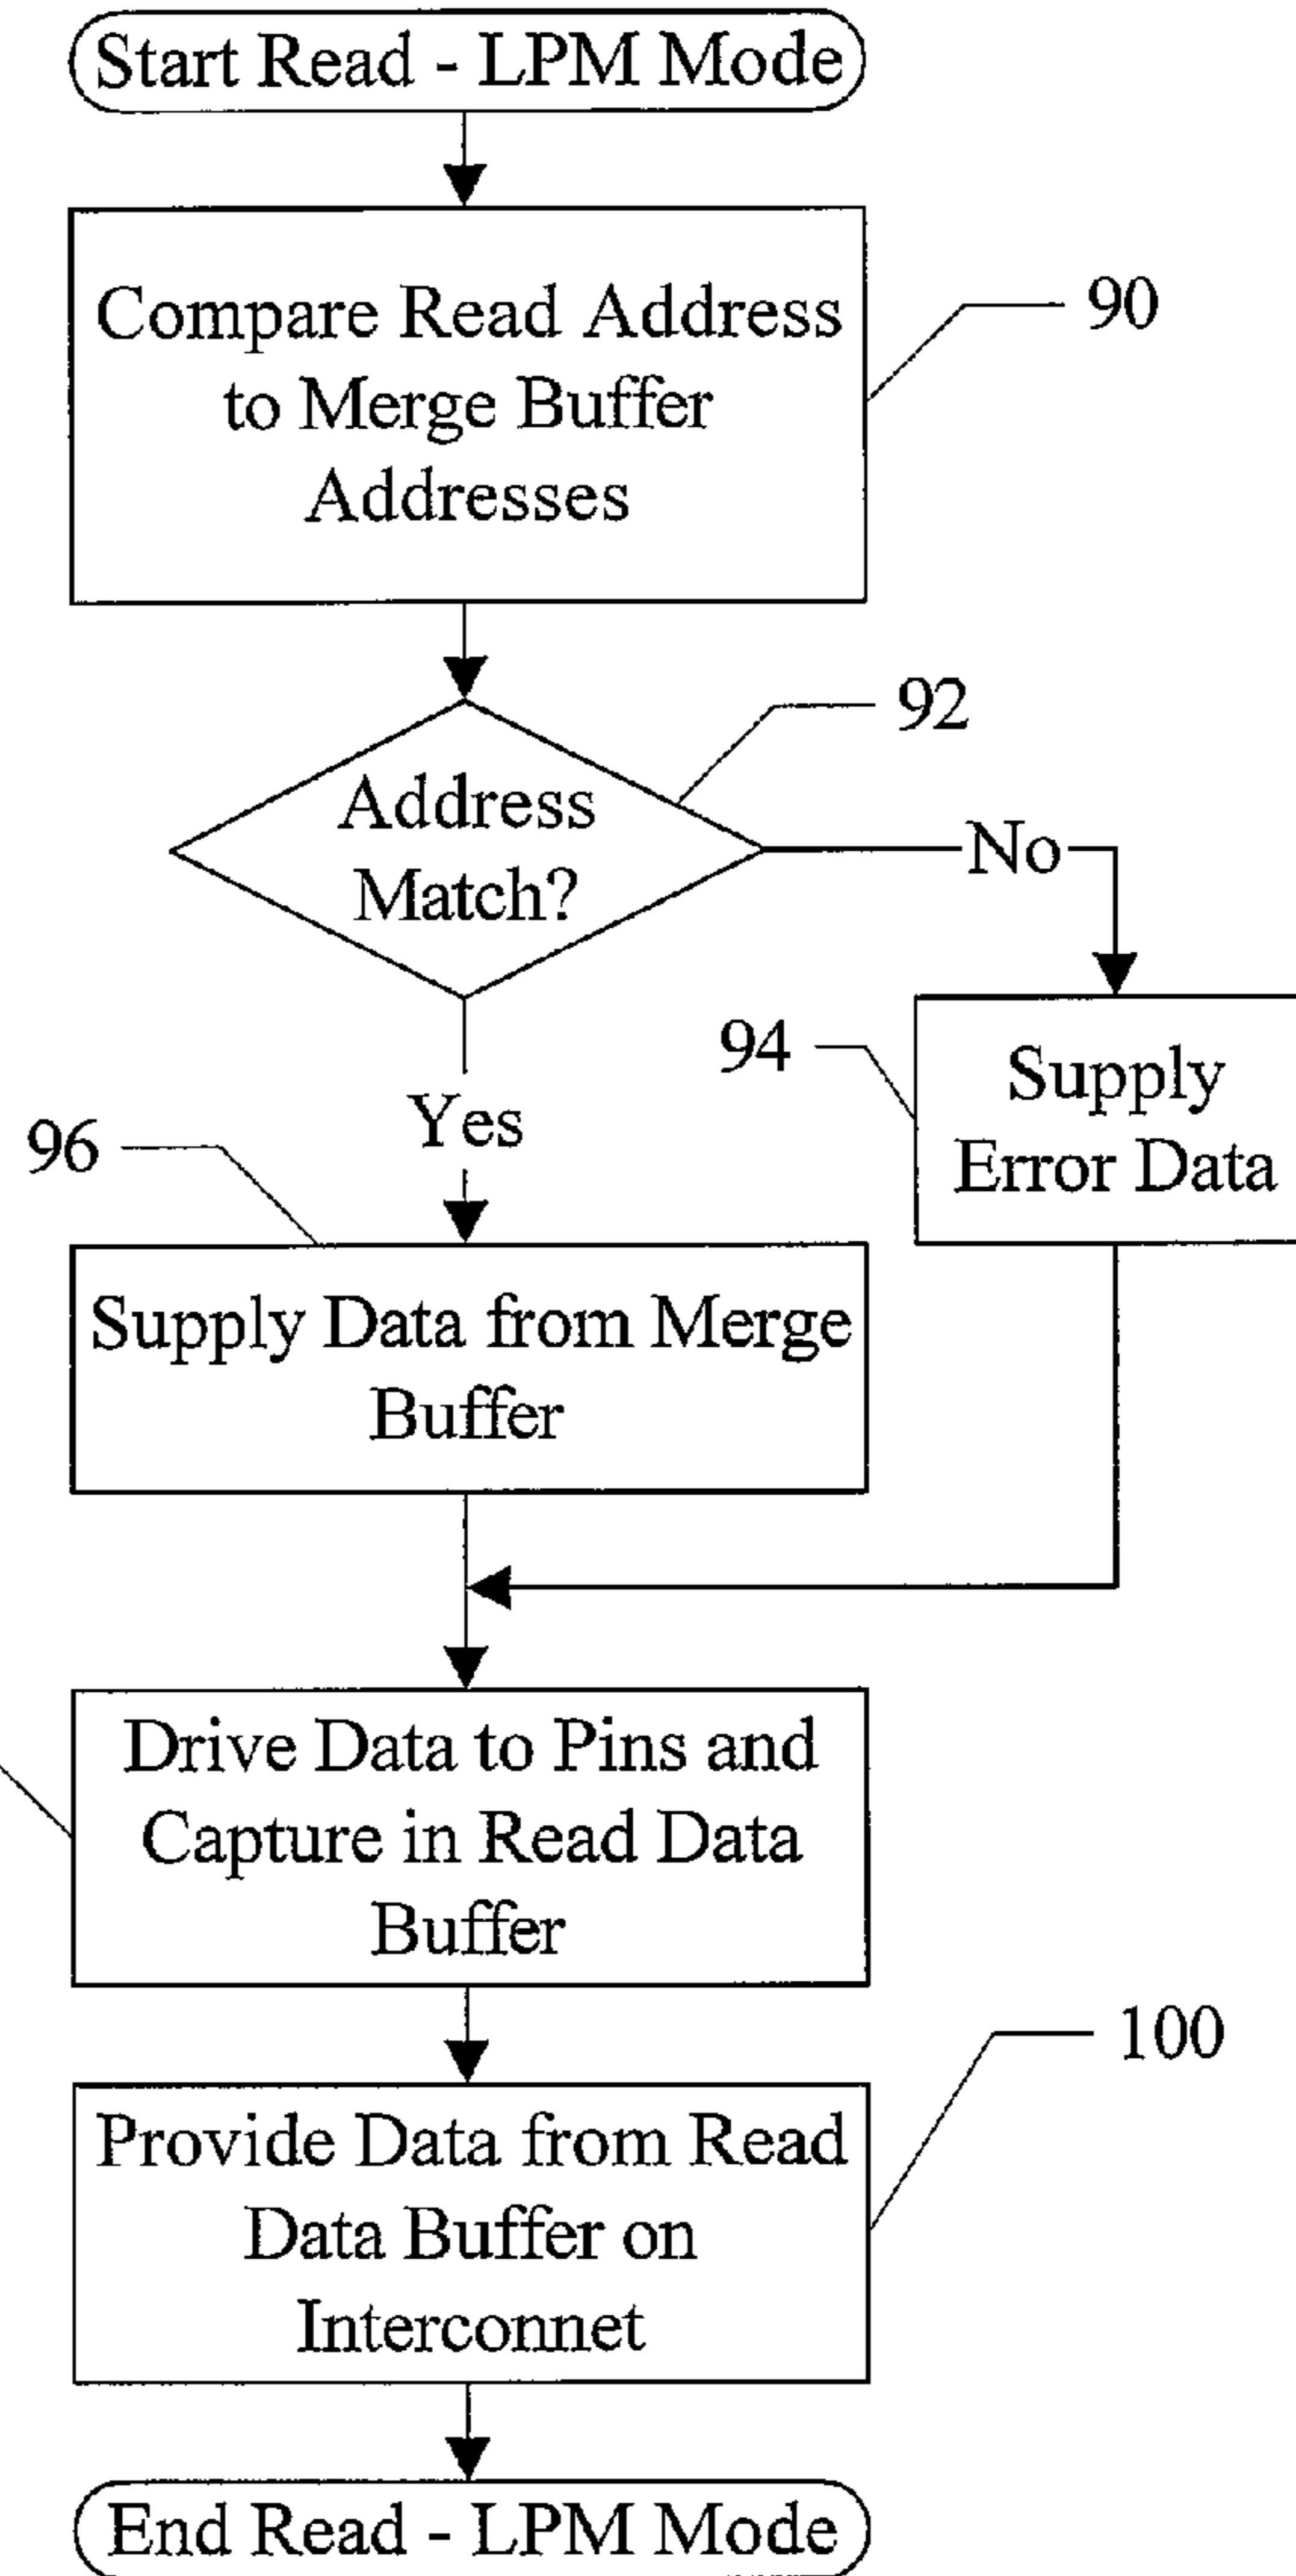 Start Read - LPM Mode
Compare Read Address
to Merge Buffer
Addresses
90
92
Address
Match?
No
94
Supply
Error Data
Yes
96
Supply Data from Merge
Buffer
Drive Data to Pins and
Capture in Read Data
Buffer
100
Provide Data from Read
Data Buffer on
Interconnet
End Read - LPM Mode